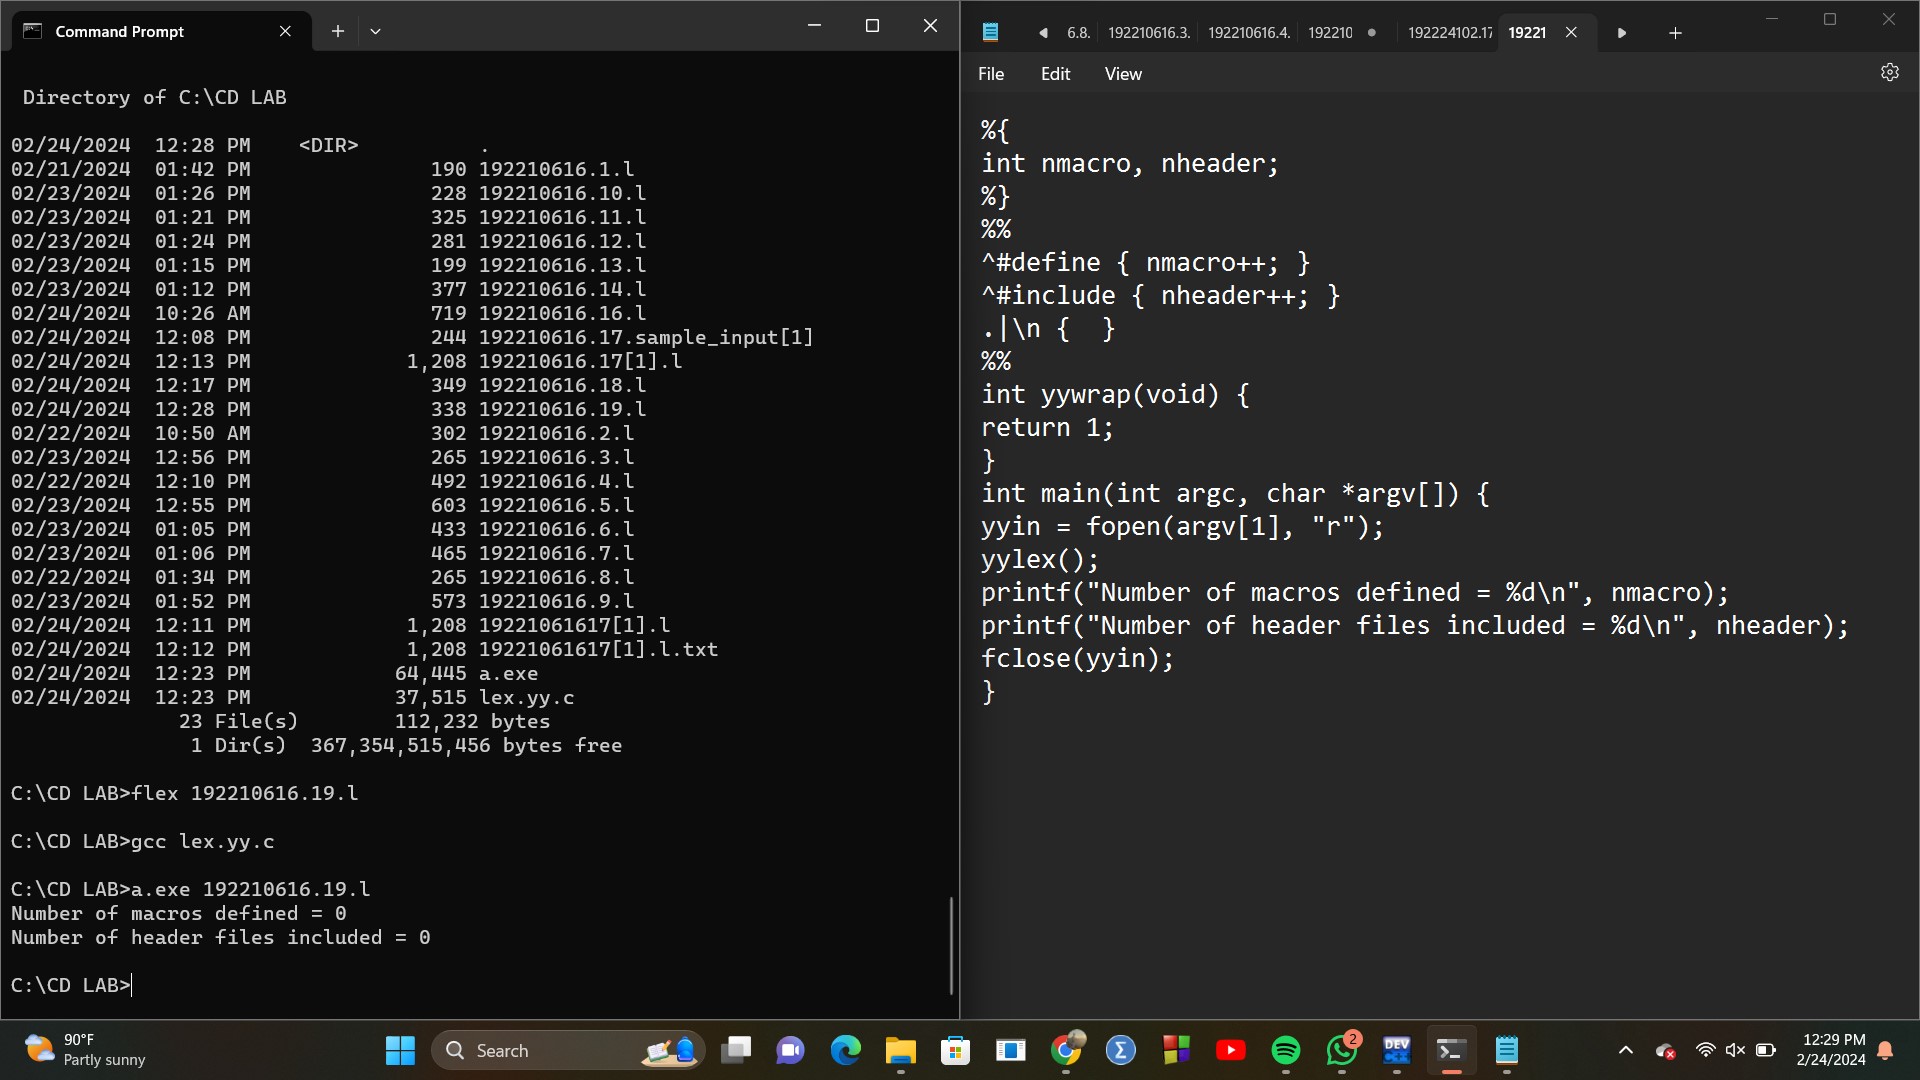 Command Prompt
Directory of C:\CD LAB
02/24/2024  12:28 PM    <DIR>          .
02/21/2024  01:42 PM               190 192210616.1.l
02/23/2024  01:26 PM               228 192210616.10.l
02/23/2024  01:21 PM               325 192210616.11.l
02/23/2024  01:24 PM               281 192210616.12.l
02/23/2024  01:15 PM               199 192210616.13.l
02/23/2024  01:12 PM               377 192210616.14.l
02/24/2024  10:26 AM               719 192210616.16.l
02/24/2024  12:08 PM               244 192210616.17.sample_input[1]
02/24/2024  12:13 PM             1,208 192210616.17[1].l
02/24/2024  12:17 PM               349 192210616.18.l
02/24/2024  12:28 PM               338 192210616.19.l
02/22/2024  10:50 AM               302 192210616.2.l
02/23/2024  12:56 PM               265 192210616.3.l
02/22/2024  12:10 PM               492 192210616.4.l
02/23/2024  12:55 PM               603 192210616.5.l
02/23/2024  01:05 PM               433 192210616.6.l
02/23/2024  01:06 PM               465 192210616.7.l
02/22/2024  01:34 PM               265 192210616.8.l
02/23/2024  01:52 PM               573 192210616.9.l
02/24/2024  12:11 PM             1,208 19221061617[1].l
02/24/2024  12:12 PM             1,208 19221061617[1].l.txt
02/24/2024  12:23 PM            64,445 a.exe
02/24/2024  12:23 PM            37,515 lex.yy.c
23 File(s)        112,232 bytes
1 Dir(s)  367,354,515,456 bytes free
C:\CD LAB>flex 192210616.19.l
C:\CD LAB>gcc lex.yy.c
C:\CD LAB>a.exe 192210616.19.l
Number of macros defined = 0
Number of header files included = 0
C:\CD LAB>
6.8. 192210616.3. 192210616.4. 192210 192224102.17 19221
File Edit View
%{
int nmacro, nheader;
%}
%%
^#define { nmacro++; }
^#include { nheader++; }
.|\n {  }
%%
int yywrap(void) {
return 1;
}
int main(int argc, char *argv[]) {
yyin = fopen(argv[1], "r");
yylex();
printf("Number of macros defined = %d\n", nmacro);
printf("Number of header files included = %d\n", nheader);
fclose(yyin);
}
90°F
Partly sunny
Search
DEV
2
12:29 PM
2/24/2024